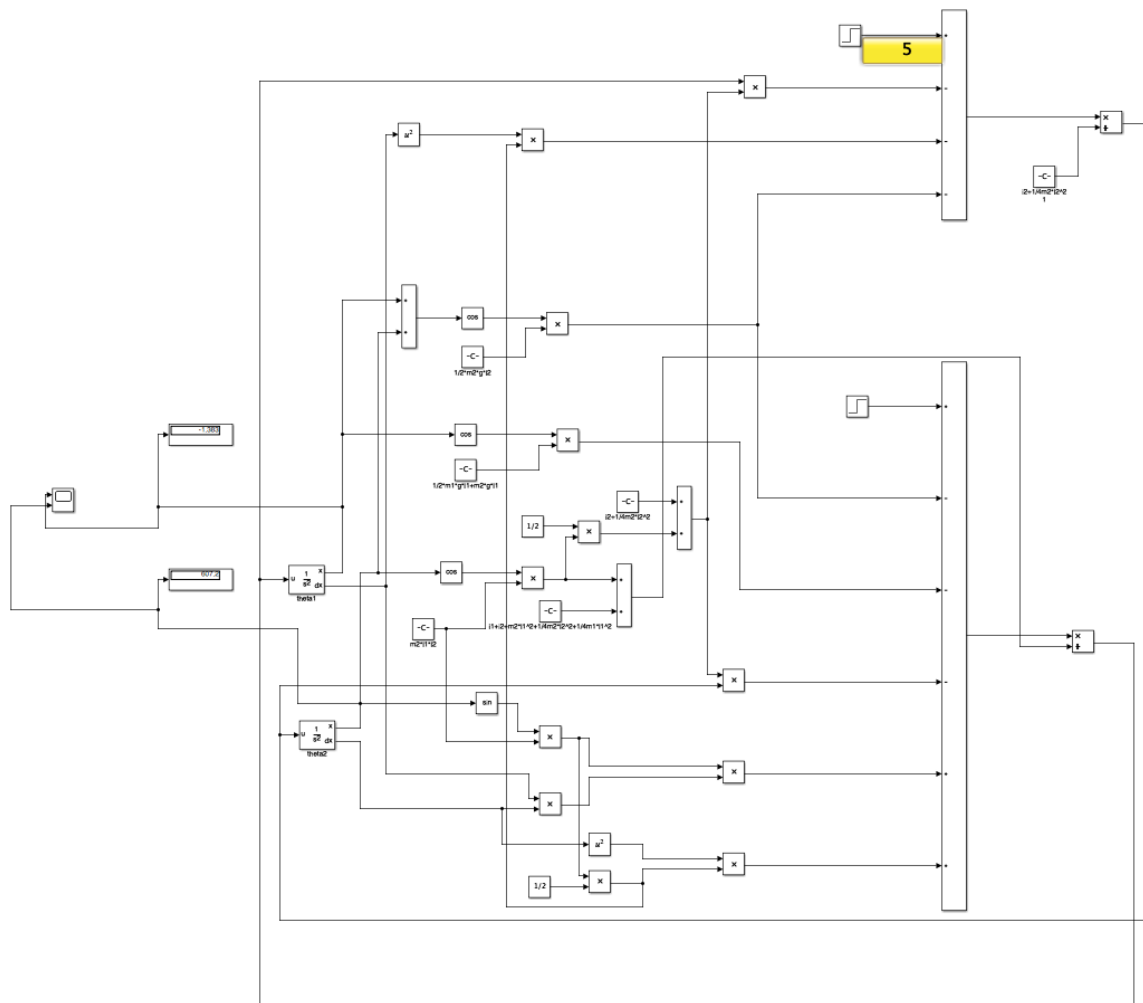 5
×
-
×
÷
×
-
-C-
i2+1/4m2*l2^2
1
-
+
cos
×
+
-C-
1/2*m2*g*l2
+
-1.383
cos
×
-C-
1/2*m1*g*l1+m2*g*l1
-
-C-
i2+1/4m2*l2^2
+
1/2
×
+
607.2
u
1
s2
x
dx
theta1
cos
×
+
-C-
i1+i2+m2*l1^2+1/4m2*l2^2+1/4m1*l1^2
+
-
-C-
m2*l1*l2
×
÷
×
-
sin
u
1
s2
x
dx
theta2
×
×
+
×
×
+
1/2
×